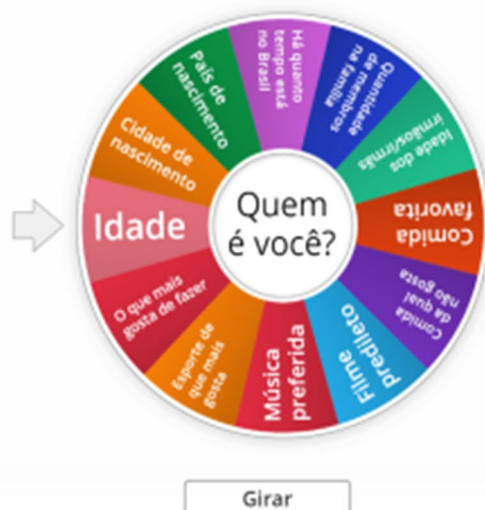 Quem
é você?
Idade
Cidade de
nascimento
País de
nascimento
Há quanto
tempo está
no Brasil
Quantidade
de membros
na família
Idade dos
irmãos/irmãs
Comida
favorita
Comida
da qual
não gosta
Filme
predileto
Música
preferida
Esporte de
que mais
gosta
O que mais
gosta de fazer
Girar